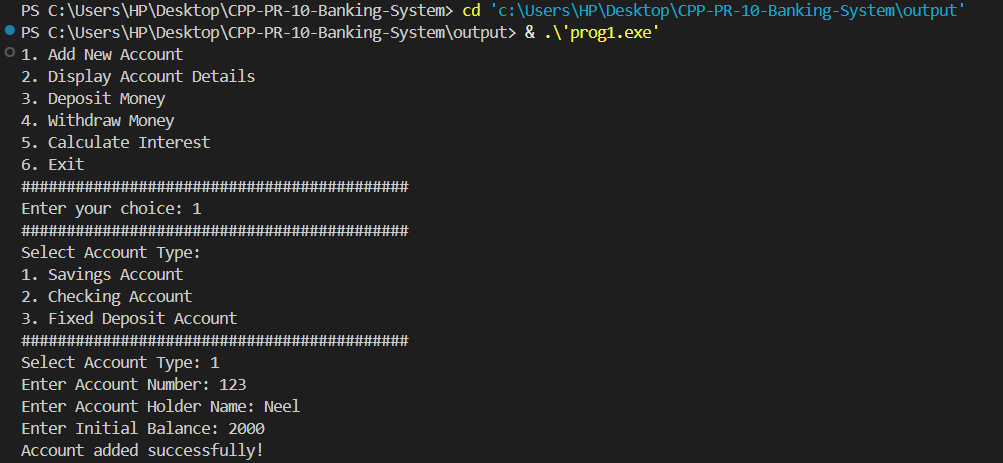 PS C:\Users\HP\Desktop\CPP-PR-10-Banking-System> cd 'c:\Users\HP\Desktop\CPP-PR-10-Banking-System\output'
PS C:\Users\HP\Desktop\CPP-PR-10-Banking-System\output> & .\'prog1.exe'
1. Add New Account
2. Display Account Details
3. Deposit Money
4. Withdraw Money
5. Calculate Interest
6. Exit
###########################################
Enter your choice: 1
###########################################
Select Account Type:
1. Savings Account
2. Checking Account
3. Fixed Deposit Account
###########################################
Select Account Type: 1
Enter Account Number: 123
Enter Account Holder Name: Neel
Enter Initial Balance: 2000
Account added successfully!